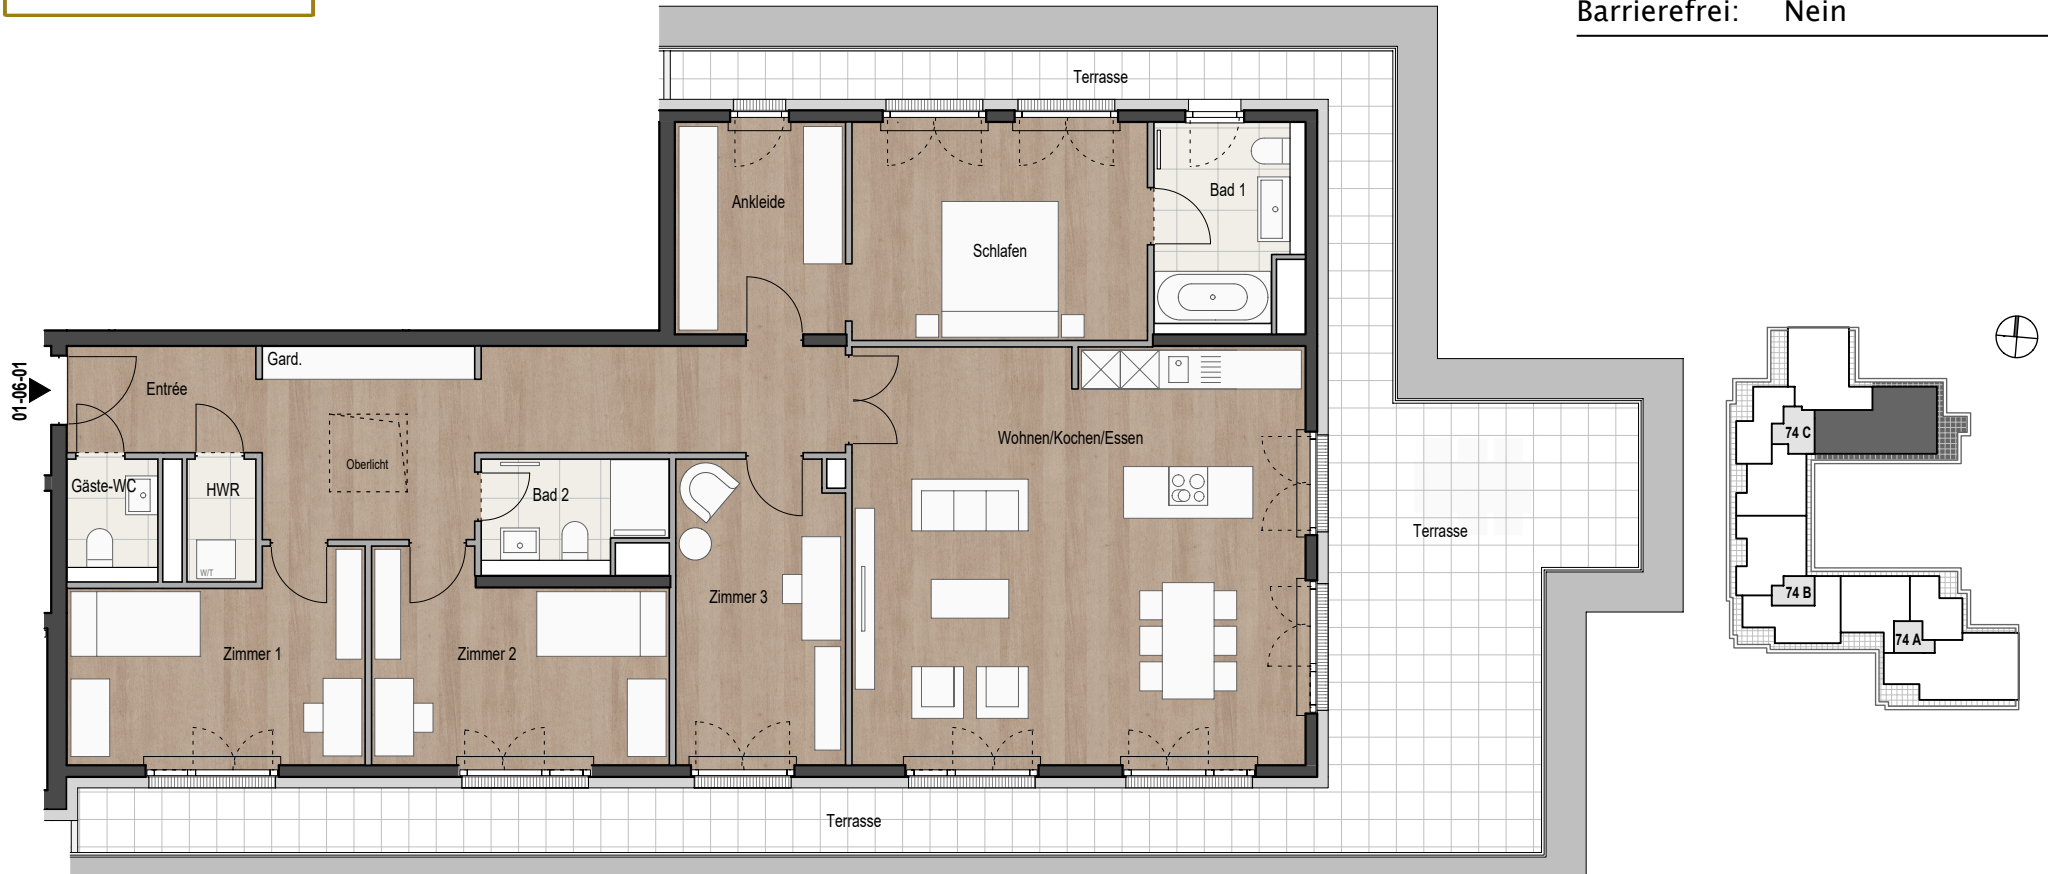 Barrierefrei: Nein
Terrasse
Ankleide
Bad 1
Schlafen
01-06-01
Entrée
Gard.
Oberlicht
Wohnen/Kochen/Essen
Gäste-WC
HWR
W/T
Bad 2
Terrasse
Zimmer 3
Zimmer 1
Zimmer 2
Terrasse
74 C
74 B
74 A